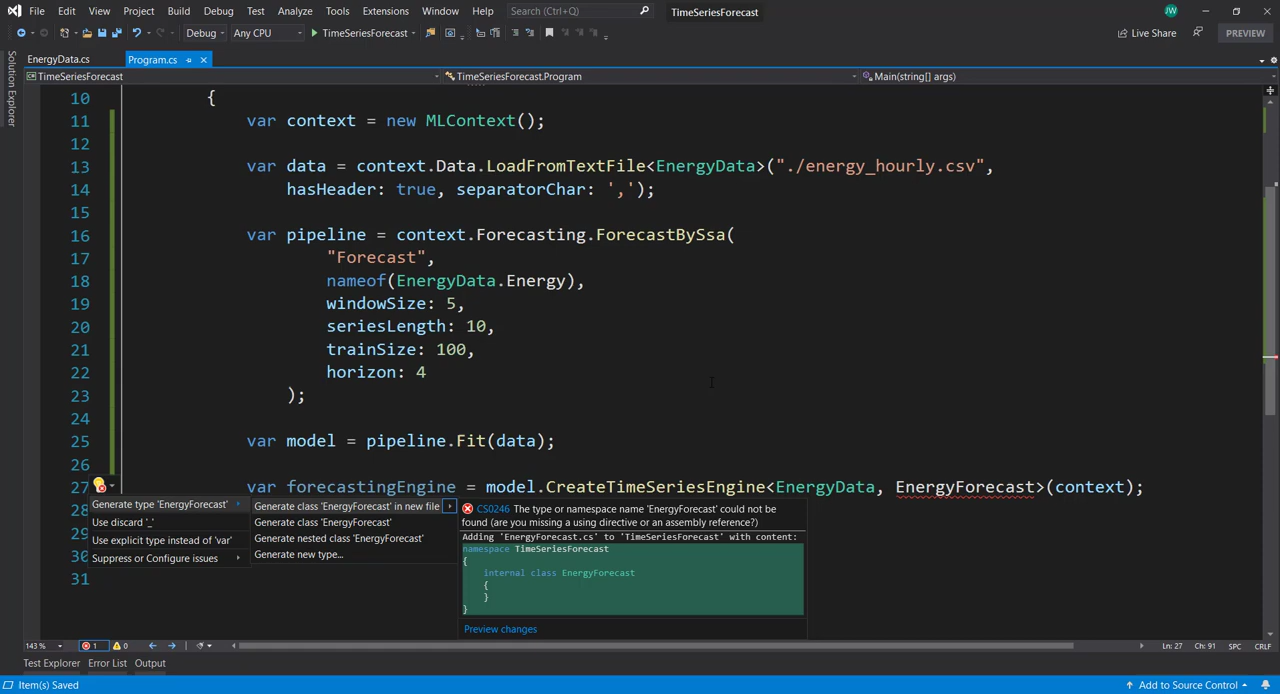 File Edit View Project Build Debug Test Analyze Tools Extensions Window Help Search (Ctrl+Q) TimeSeriesForecast JW
Debug Any CPU TimeSeriesForecast Live Share PREVIEW
EnergyData.cs Program.cs
Solution Explorer
TimeSeriesForecast TimeSeriesForecast.Program Main(string[] args)
10 {
11 var context = new MLContext();
12
13 var data = context.Data.LoadFromTextFile<EnergyData>("./energy_hourly.csv",
14 hasHeader: true, separatorChar: ',');
15
16 var pipeline = context.Forecasting.ForecastBySsa(
17 "Forecast",
18 nameof(EnergyData.Energy),
19 windowSize: 5,
20 seriesLength: 10,
21 trainSize: 100,
22 horizon: 4
23 );
24
25 var model = pipeline.Fit(data);
26
27 var forecastingEngine = model.CreateTimeSeriesEngine<EnergyData, EnergyForecast>(context);
28
29
30
31
Generate type 'EnergyForecast'
Use discard '_'
Use explicit type instead of 'var'
Suppress or Configure issues
Generate class 'EnergyForecast' in new file
Generate class 'EnergyForecast'
Generate nested class 'EnergyForecast'
Generate new type...
CS0246 The type or namespace name 'EnergyForecast' could not be
found (are you missing a using directive or an assembly reference?)
Adding 'EnergyForecast.cs' to 'TimeSeriesForecast' with content:
namespace TimeSeriesForecast
{
internal class EnergyForecast
{
}
}
Preview changes
143 % 1 0 Ln: 27 Ch: 91 SPC CRLF
Test Explorer Error List Output
Item(s) Saved Add to Source Control